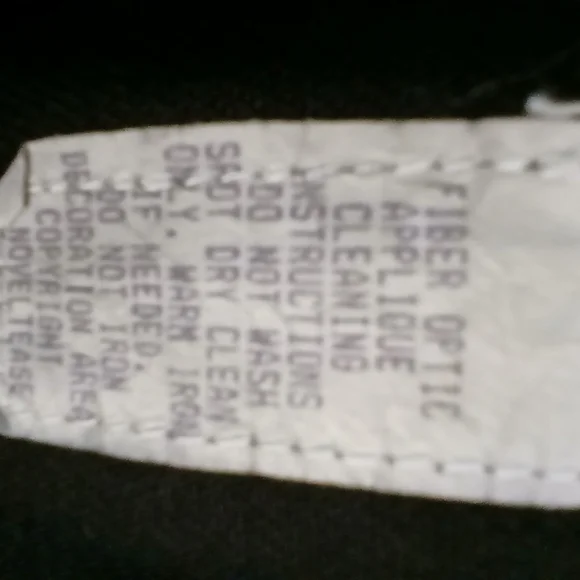 FIBER OPTIC
APPLIQUE
CLEANING
INSTRUCTIONS
DO NOT WASH
SPOT DRY CLEAN
ONLY. WARM IRON
IF NEEDED.
DO NOT IRON
DECORATION AREA
COPYRIGHT
NOVELTEASE